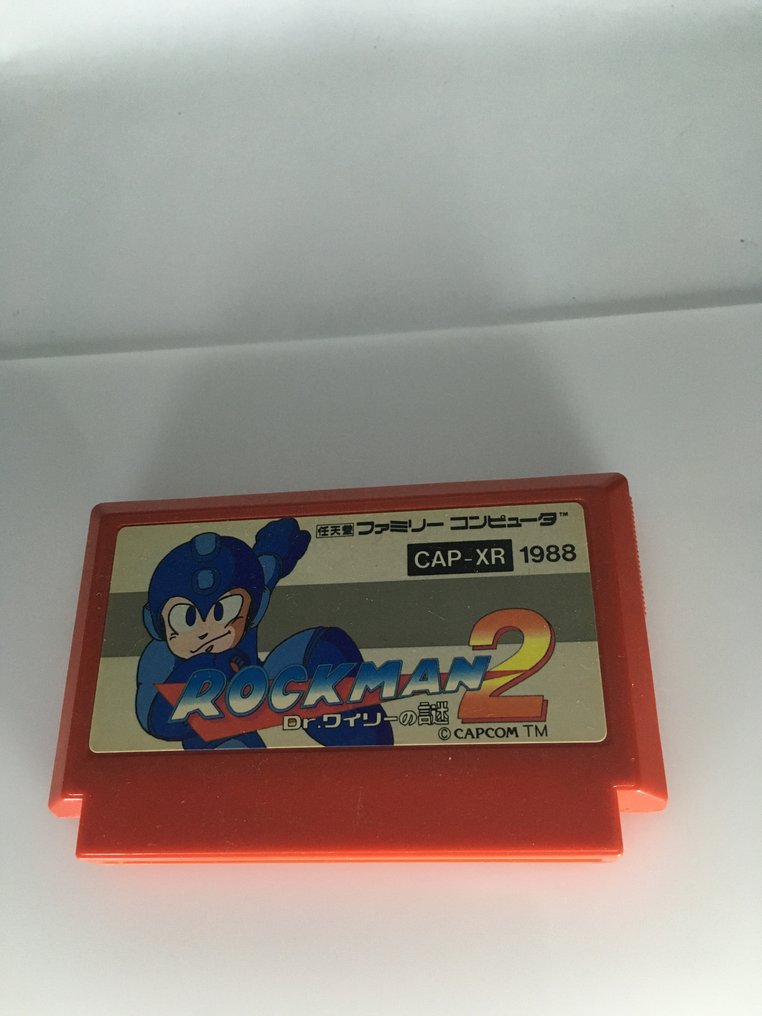 任天堂 ファミリー コンピュータ™
CAP-XR 1988
ROCKMAN 2
Dr.ワイリーの謎
© CAPCOM TM